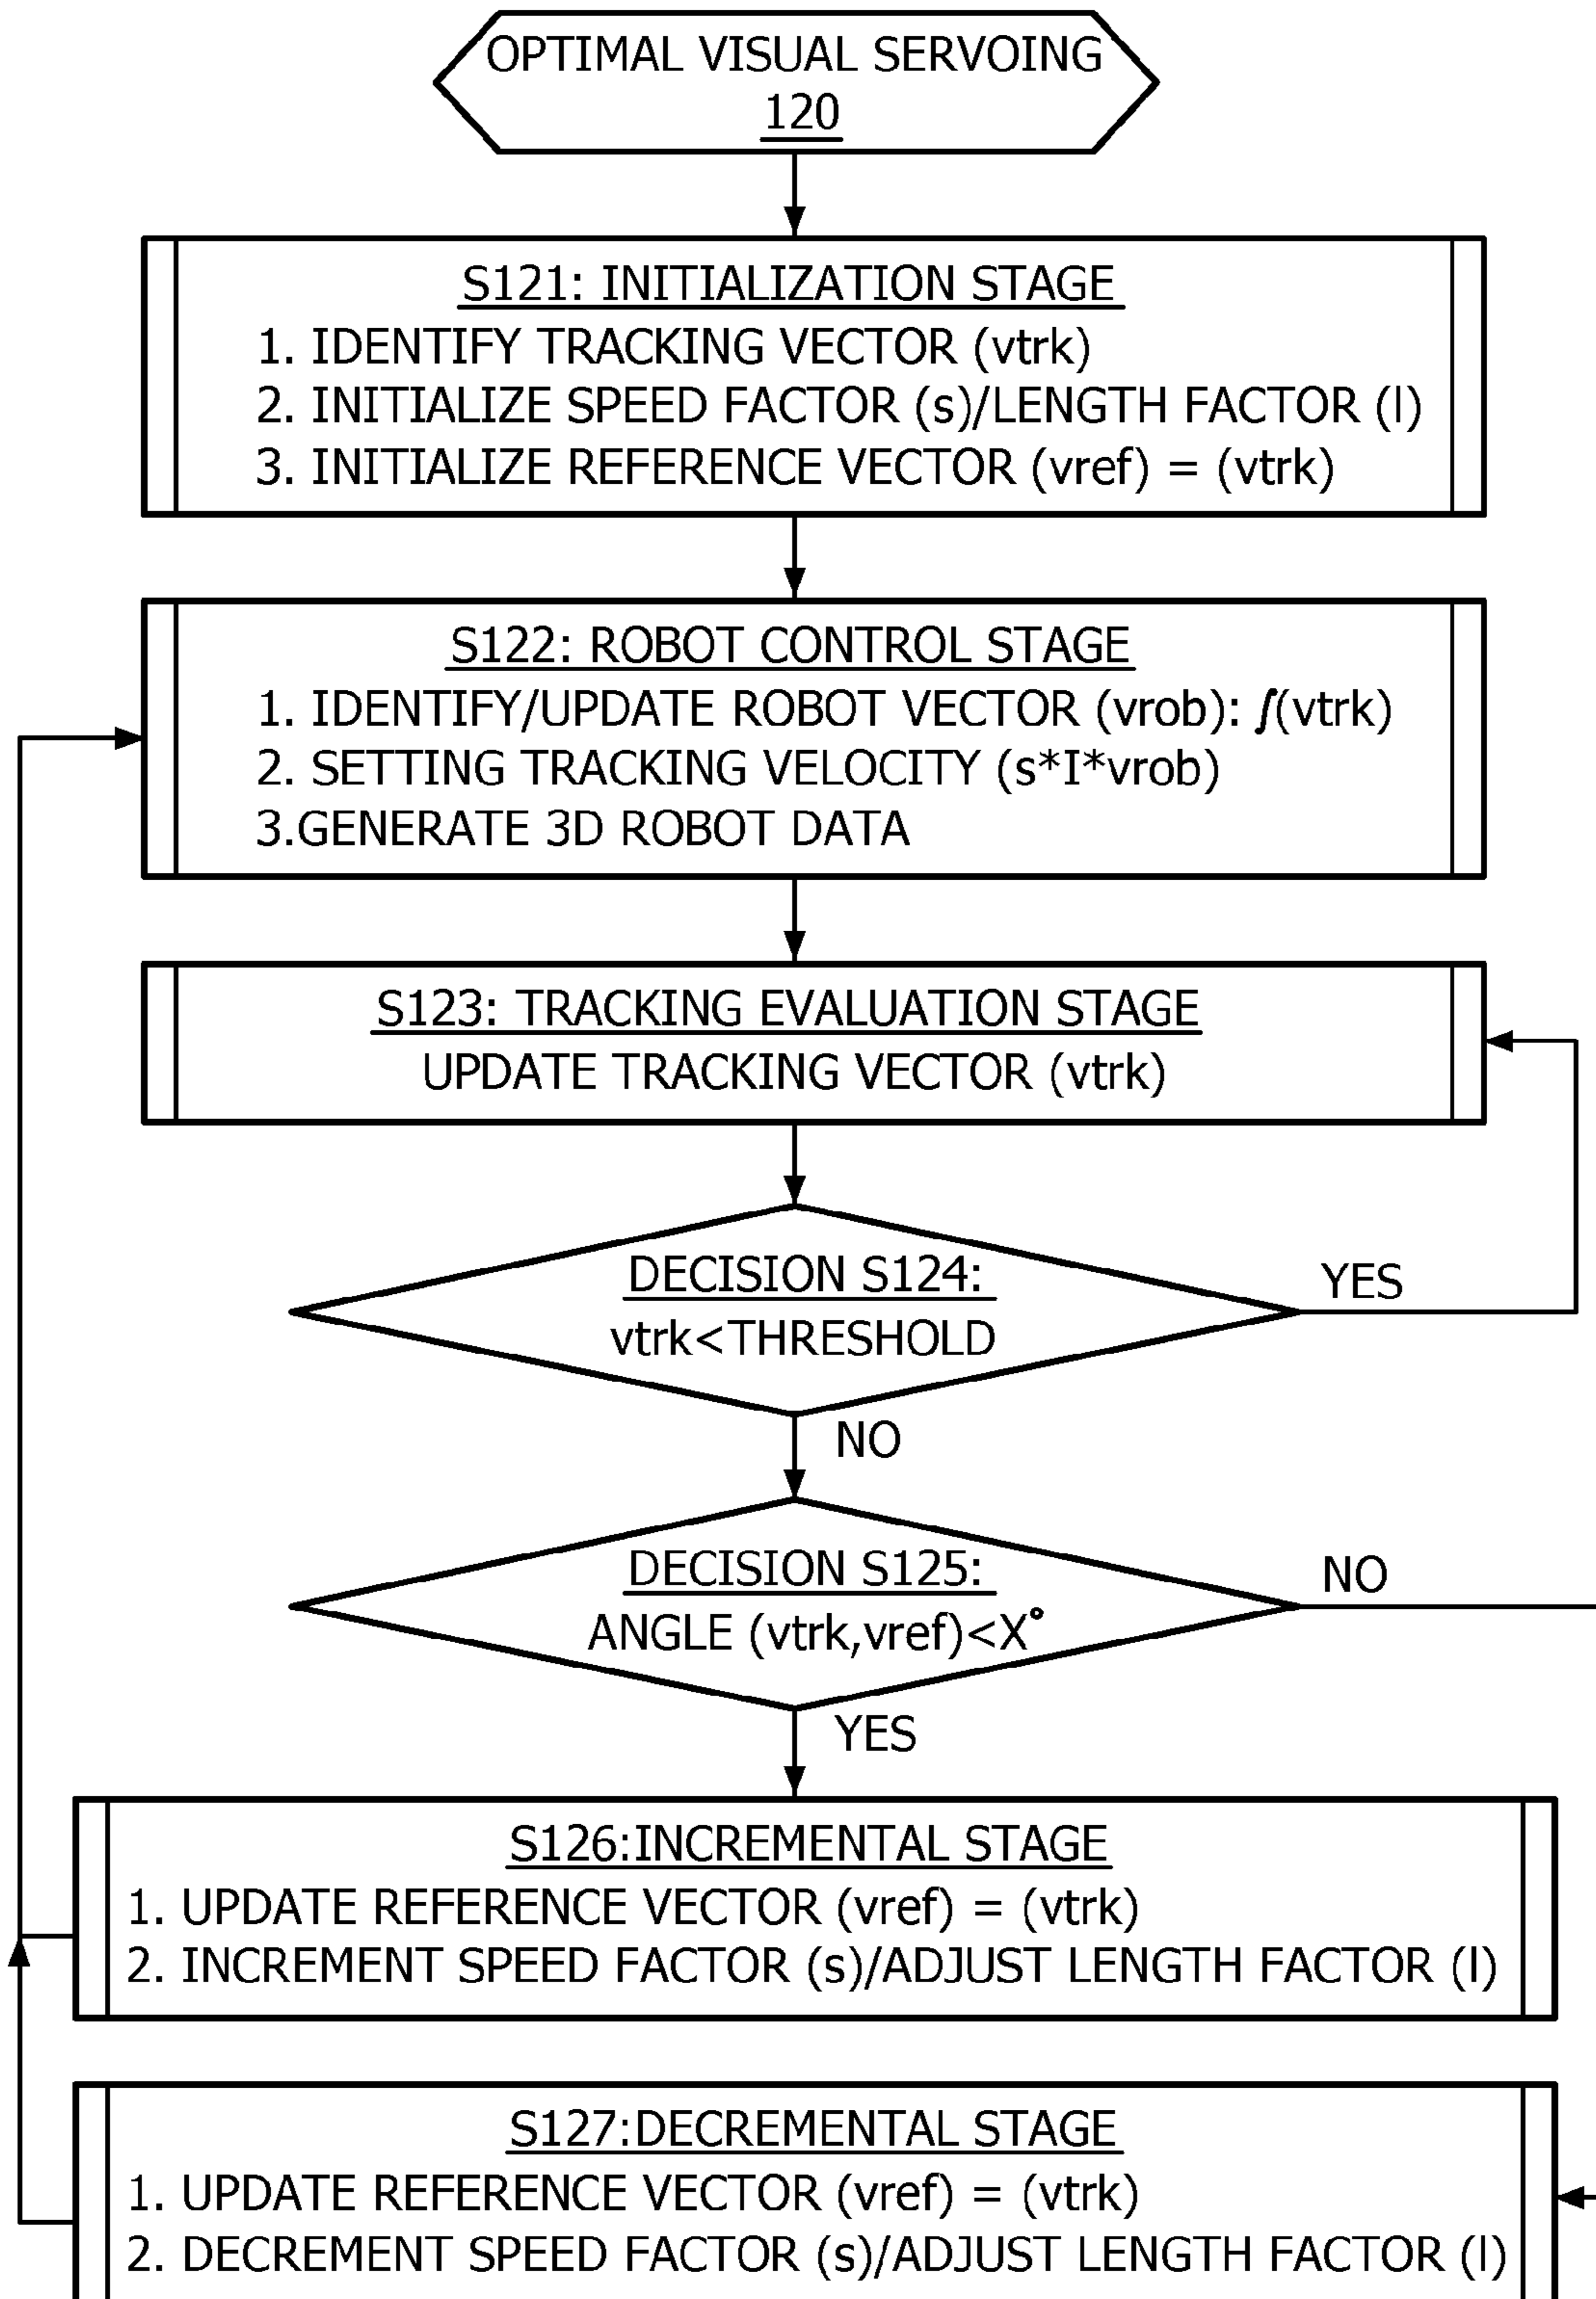 OPTIMAL VISUAL SERVOING
120
S121: INITIALIZATION STAGE
1. IDENTIFY TRACKING VECTOR (vtrk)
2. INITIALIZE SPEED FACTOR (s)/LENGTH FACTOR (l)
3. INITIALIZE REFERENCE VECTOR (vref) = (vtrk)
S122: ROBOT CONTROL STAGE
1. IDENTIFY/UPDATE ROBOT VECTOR (vrob): ∫(vtrk)
2. SETTING TRACKING VELOCITY (s*I*vrob)
3.GENERATE 3D ROBOT DATA
S123: TRACKING EVALUATION STAGE
UPDATE TRACKING VECTOR (vtrk)
DECISION S124:
vtrk<THRESHOLD
YES
NO
DECISION S125:
ANGLE (vtrk,vref)<X°
NO
YES
S126:INCREMENTAL STAGE
1. UPDATE REFERENCE VECTOR (vref) = (vtrk)
2. INCREMENT SPEED FACTOR (s)/ADJUST LENGTH FACTOR (l)
S127:DECREMENTAL STAGE
1. UPDATE REFERENCE VECTOR (vref) = (vtrk)
2. DECREMENT SPEED FACTOR (s)/ADJUST LENGTH FACTOR (l)